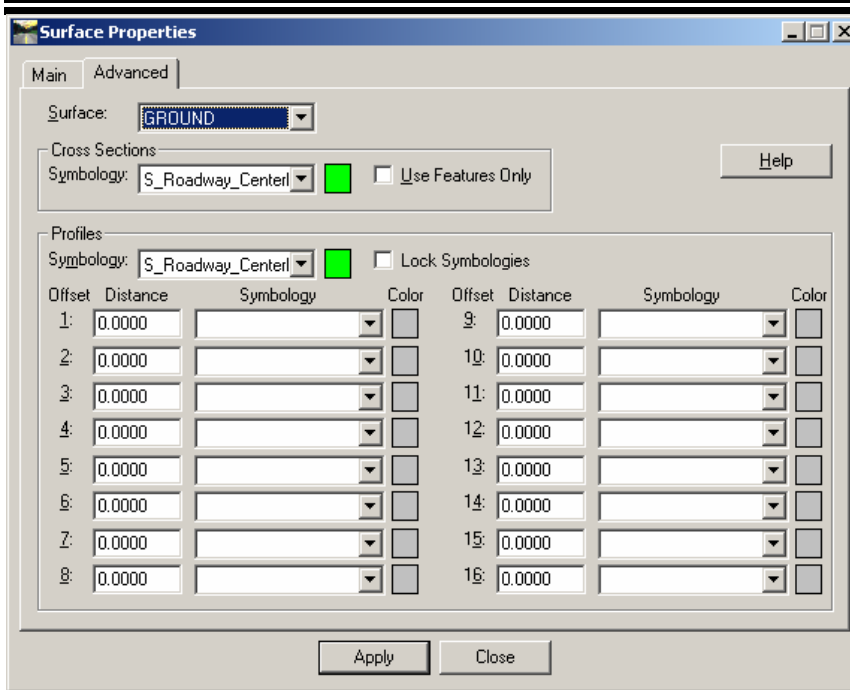 Surface Properties
Main Advanced
Surface: GROUND
Cross Sections
Symbology: S_Roadway_Centerl Use Features Only Help
Profiles
Symbology: S_Roadway_Centerl Lock Symbologies
Offset Distance Symbology Color Offset Distance Symbology Color
1: 0.0000 9: 0.0000
2: 0.0000 10: 0.0000
3: 0.0000 11: 0.0000
4: 0.0000 12: 0.0000
5: 0.0000 13: 0.0000
6: 0.0000 14: 0.0000
7: 0.0000 15: 0.0000
8: 0.0000 16: 0.0000
Apply Close